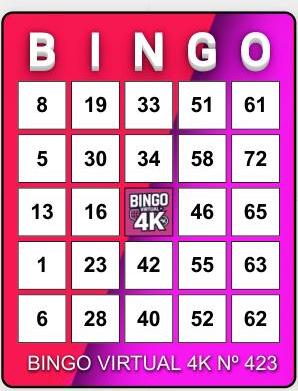 B I N G O
8 19 33 51 61
5 30 34 58 72
13 16 BINGO VIRTUAL 4K 46 65
1 23 42 55 63
6 28 40 52 62
BINGO VIRTUAL 4K Nº 423